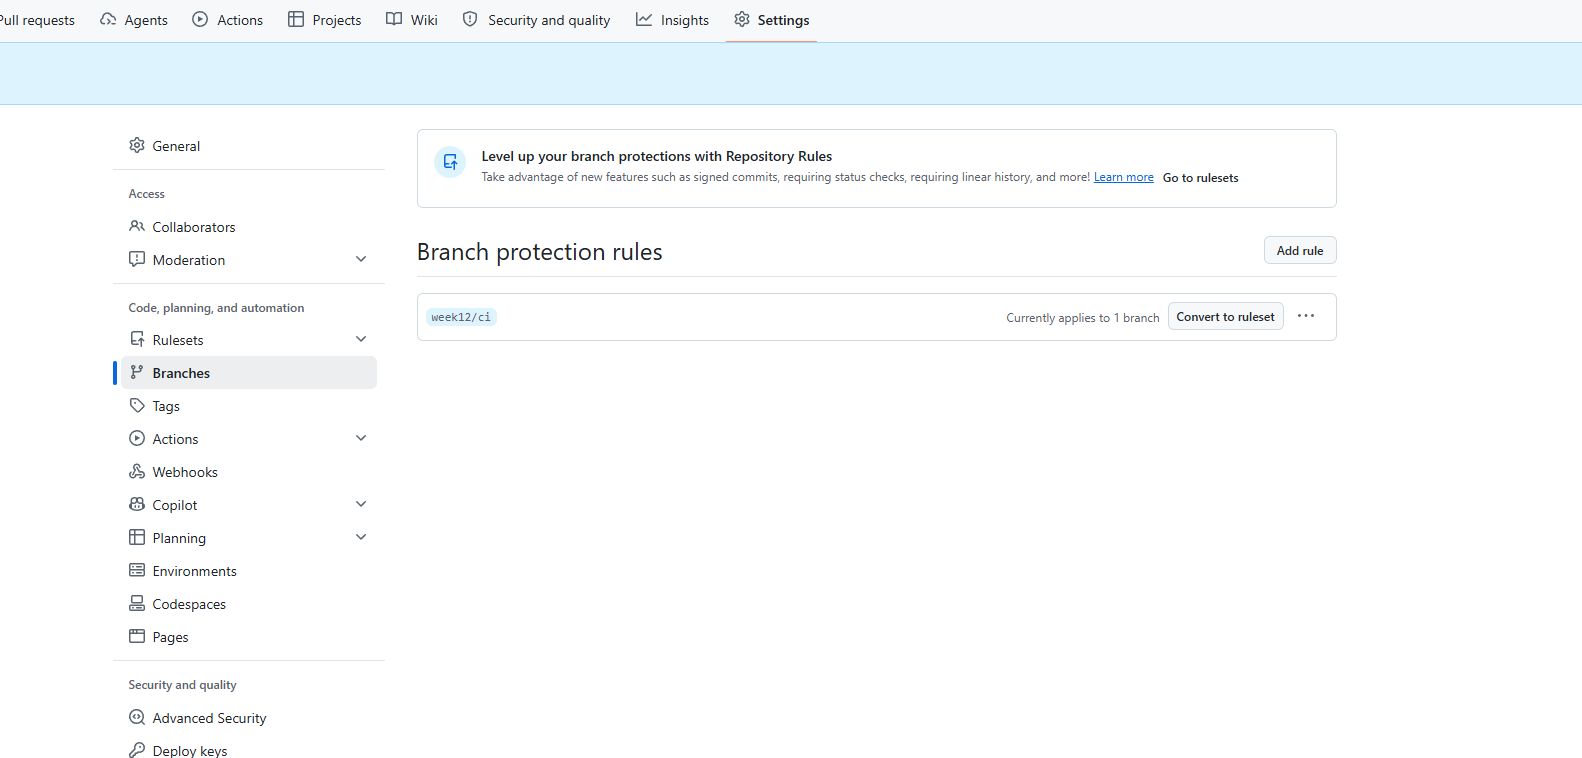 Pull requests Agents Actions Projects Wiki Security and quality Insights Settings
General
Access
Collaborators
Moderation
Code, planning, and automation
Rulesets
Branches
Tags
Actions
Webhooks
Copilot
Planning
Environments
Codespaces
Pages
Security and quality
Advanced Security
Deploy keys
Level up your branch protections with Repository Rules
Take advantage of new features such as signed commits, requiring status checks, requiring linear history, and more! Learn more Go to rulesets
Branch protection rules Add rule
week12/ci Currently applies to 1 branch Convert to ruleset